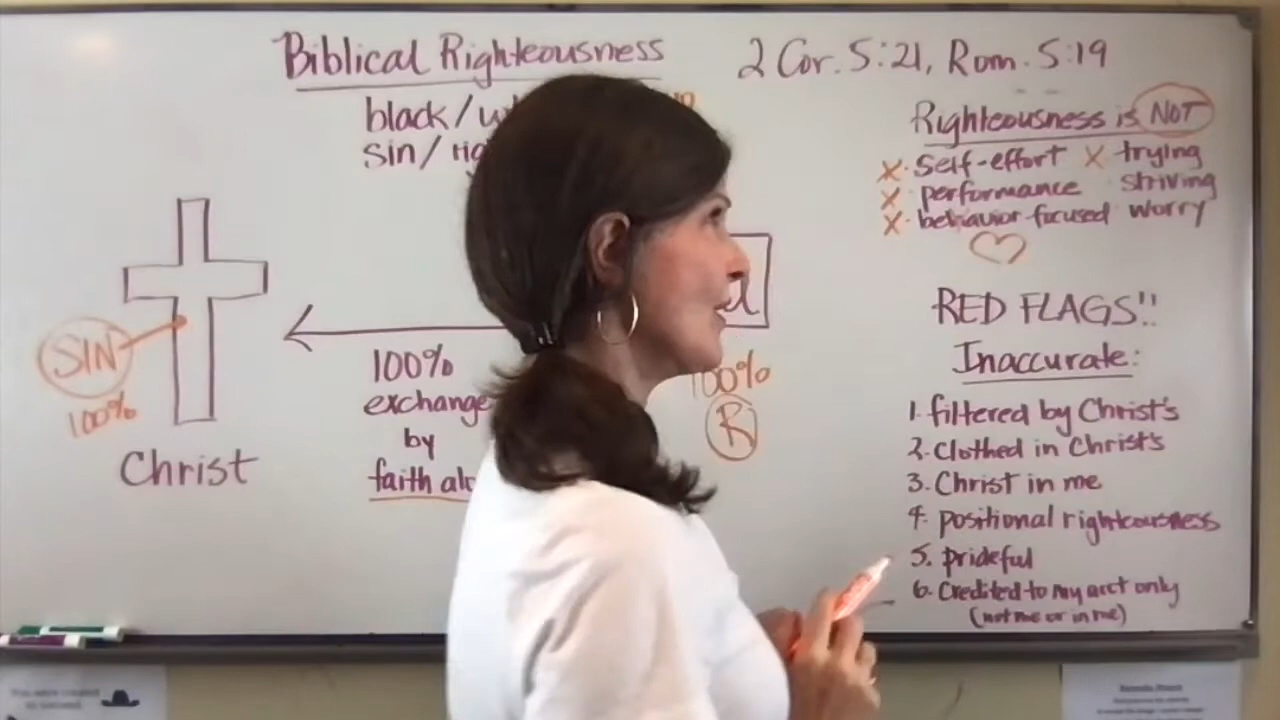 Biblical Righteousness
2 Cor. 5:21, Rom. 5:19
black/
sin/
Righteousness is NOT
x. self-effort x trying
x. performance striving
x. behavior focused worry
SIN
100%
Christ
100%
exchange
by
faith
100%
R
RED FLAGS!!
Inaccurate:
1. filtered by Christ's
2. Clothed in Christ's
3. Christ in me
4. positional righteousness
5. prideful
6. Credited to my acct only
(not me or in me)